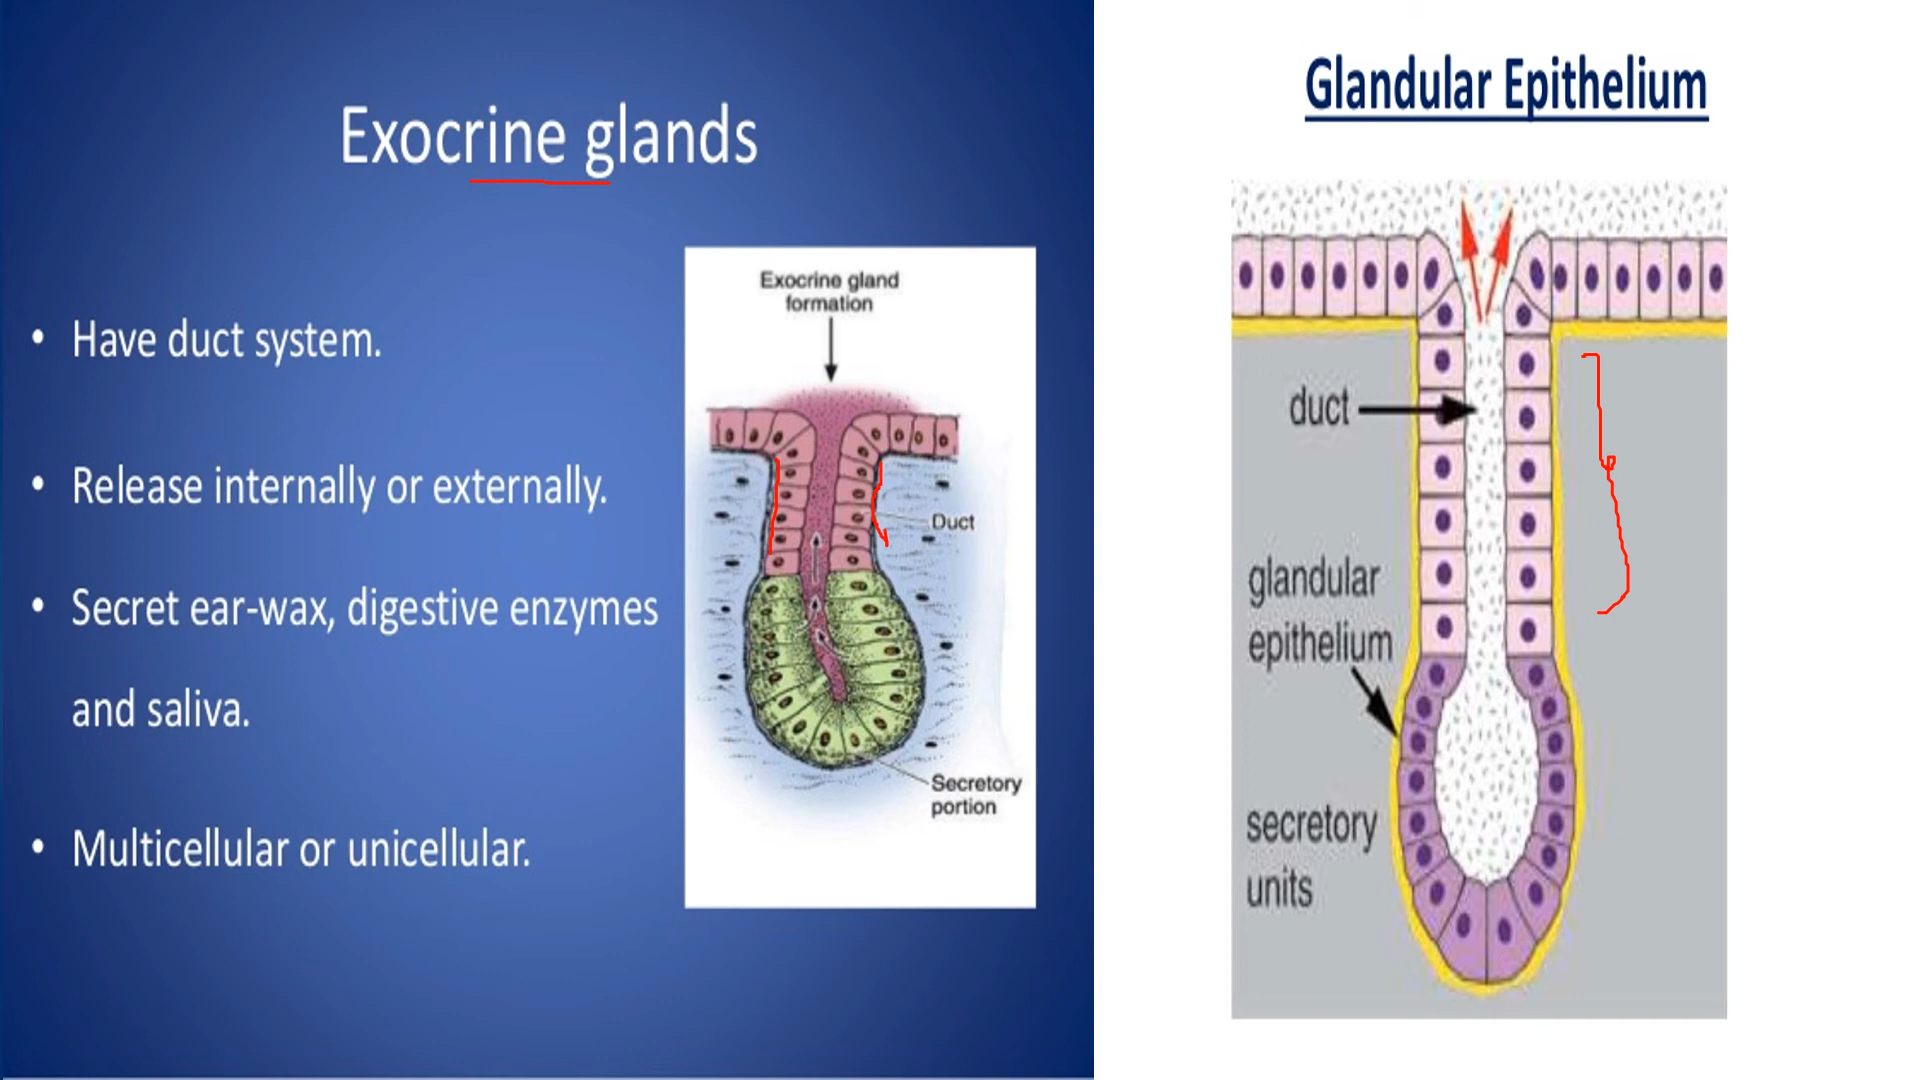 Exocrine glands
• Have duct system.
• Release internally or externally.
• Secret ear-wax, digestive enzymes
and saliva.
• Multicellular or unicellular.
Exocrine gland
formation
Duct
Secretory
portion
Glandular Epithelium
duct
glandular
epithelium
secretory
units